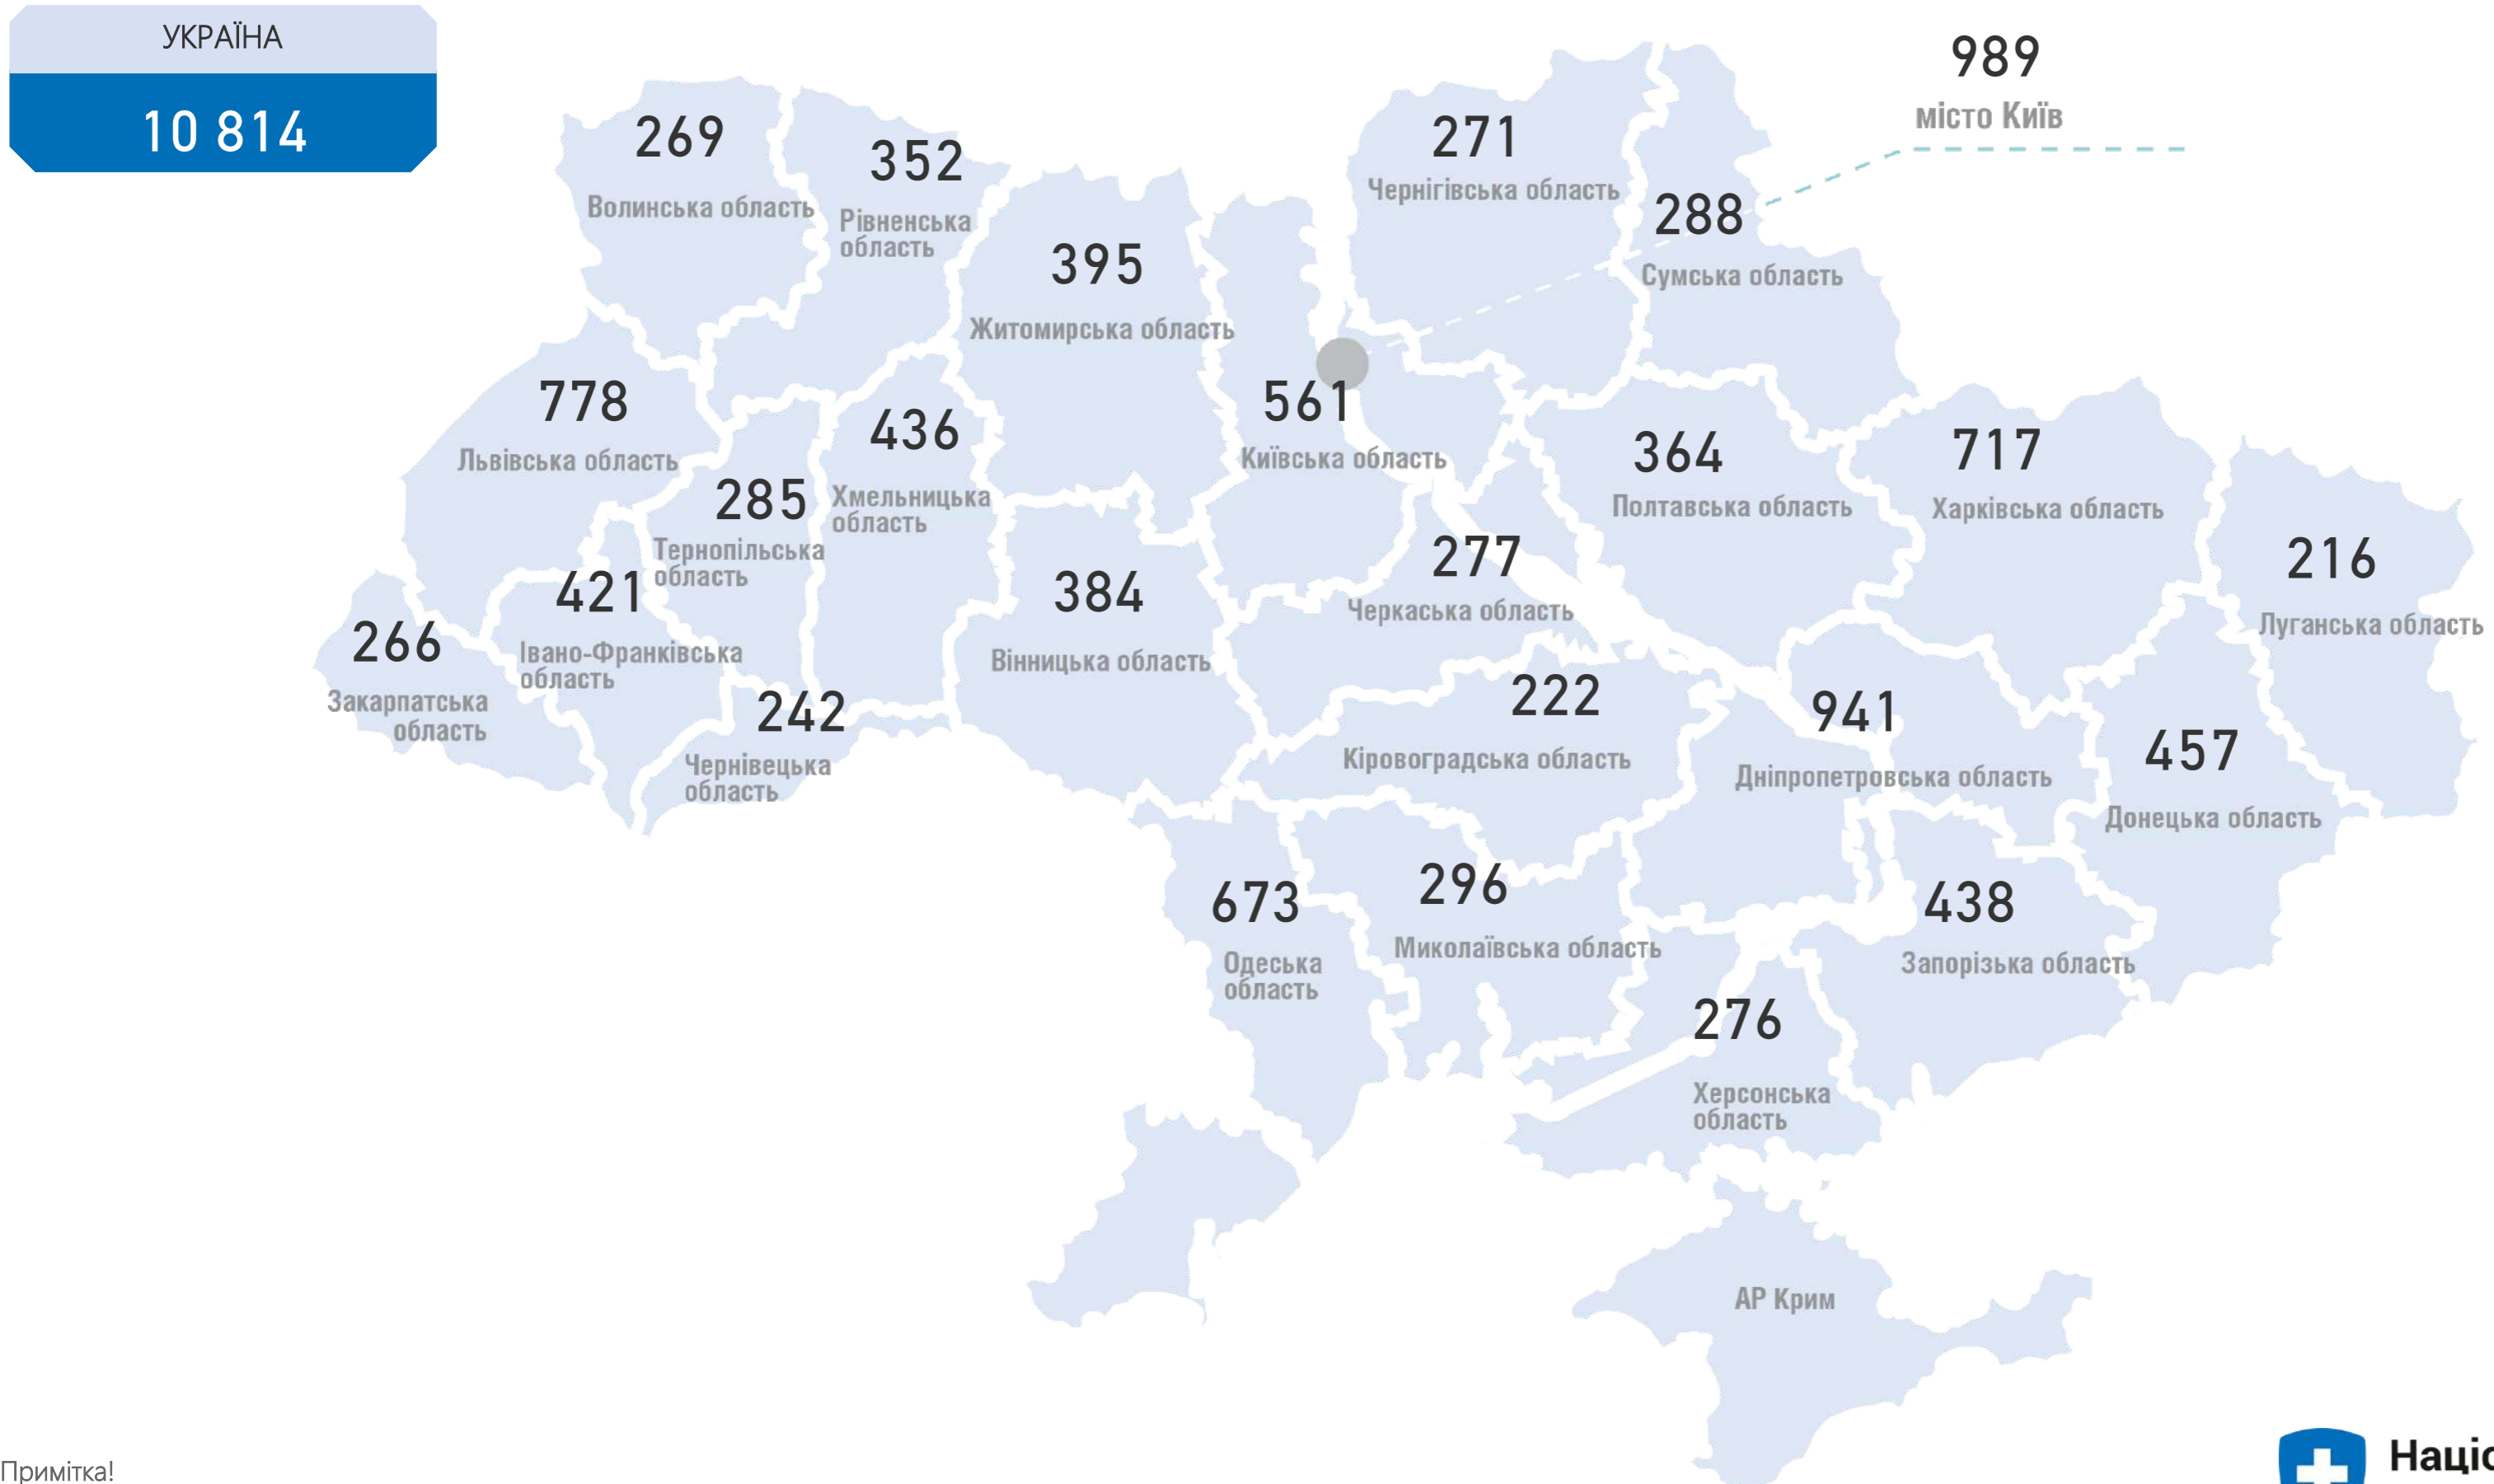 УКРАЇНА
10 814
989
місто Київ
269
Волинська область
352
Рівненська
область
271
Чернігівська область
288
Сумська область
395
Житомирська область
778
Львівська область
436
Хмельницька
область
561
Київська область
364
Полтавська область
717
Харківська область
285
Тернопільська
область
277
Черкаська область
216
Луганська область
421
Івано-Франківська
область
384
Вінницька область
266
Закарпатська
область
242
Чернівецька
область
222
Кіровоградська область
941
Дніпропетровська область
457
Донецька область
673
Одеська
область
296
Миколаївська область
438
Запорізька область
276
Херсонська
область
АР Крим
Примітка!